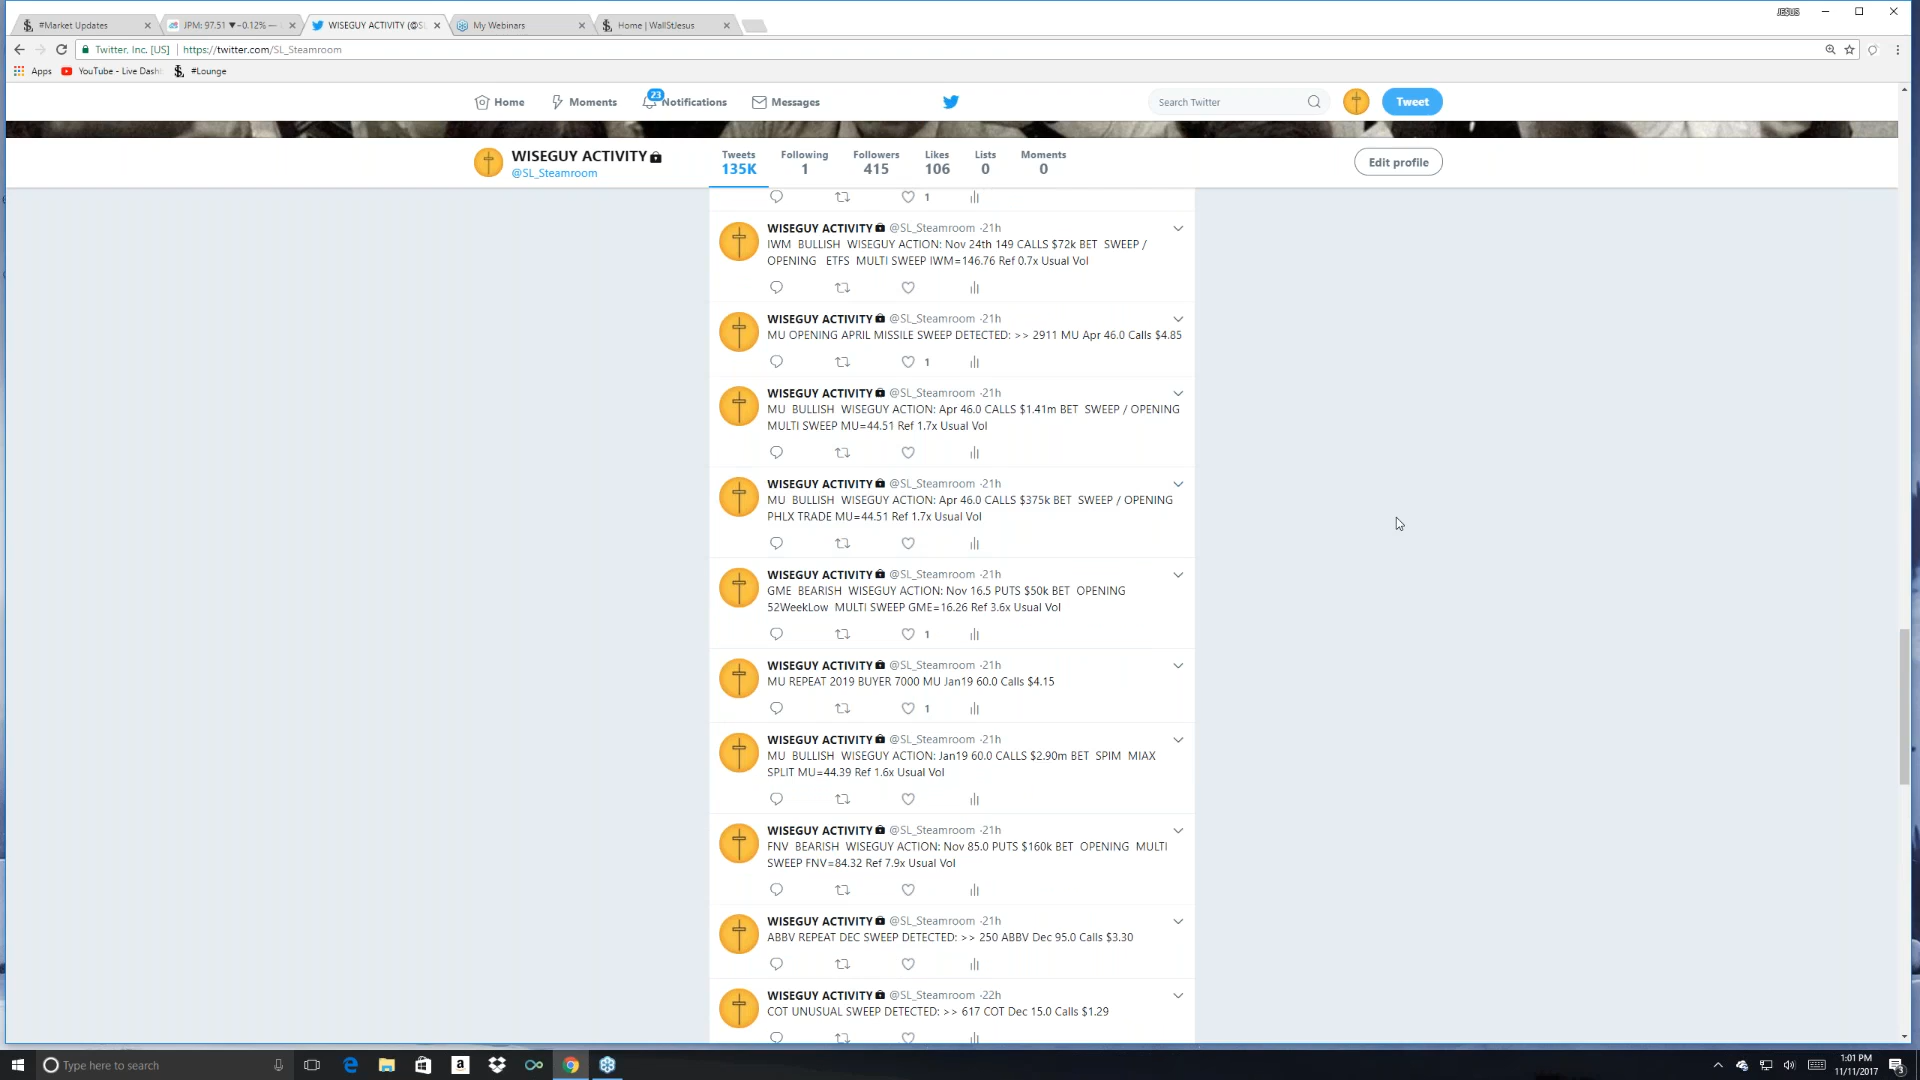 JESUS
#Market Updates
JPM: 97.51 ▼ -0.12% —
WISEGUY ACTIVITY (@SL
My Webinars
Home | WallStJesus
Twitter, Inc. [US] https://twitter.com/SL_Steamroom
Apps YouTube - Live Dash #Lounge
Home Moments 23 Notifications Messages Search Twitter Tweet
WISEGUY ACTIVITY
@SL_Steamroom
Tweets Following Followers Likes Lists Moments
135K 1 415 106 0 0
Edit profile
1
WISEGUY ACTIVITY @SL_Steamroom · 21h
IWM BULLISH WISEGUY ACTION: Nov 24th 149 CALLS $72k BET SWEEP /
OPENING ETFS MULTI SWEEP IWM=146.76 Ref 0.7x Usual Vol
WISEGUY ACTIVITY @SL_Steamroom · 21h
MU OPENING APRIL MISSILE SWEEP DETECTED: >> 2911 MU Apr 46.0 Calls $4.85
1
WISEGUY ACTIVITY @SL_Steamroom · 21h
MU BULLISH WISEGUY ACTION: Apr 46.0 CALLS $1.41m BET SWEEP / OPENING
MULTI SWEEP MU=44.51 Ref 1.7x Usual Vol
WISEGUY ACTIVITY @SL_Steamroom · 21h
MU BULLISH WISEGUY ACTION: Apr 46.0 CALLS $375k BET SWEEP / OPENING
PHLX TRADE MU=44.51 Ref 1.7x Usual Vol
WISEGUY ACTIVITY @SL_Steamroom · 21h
GME BEARISH WISEGUY ACTION: Nov 16.5 PUTS $50k BET OPENING
52WeekLow MULTI SWEEP GME=16.26 Ref 3.6x Usual Vol
1
WISEGUY ACTIVITY @SL_Steamroom · 21h
MU REPEAT 2019 BUYER 7000 MU Jan19 60.0 Calls $4.15
1
WISEGUY ACTIVITY @SL_Steamroom · 21h
MU BULLISH WISEGUY ACTION: Jan19 60.0 CALLS $2.90m BET SPIM MIAX
SPLIT MU=44.39 Ref 1.6x Usual Vol
WISEGUY ACTIVITY @SL_Steamroom · 21h
FNV BEARISH WISEGUY ACTION: Nov 85.0 PUTS $160k BET OPENING MULTI
SWEEP FNV=84.32 Ref 7.9x Usual Vol
WISEGUY ACTIVITY @SL_Steamroom · 21h
ABBV REPEAT DEC SWEEP DETECTED: >> 250 ABBV Dec 95.0 Calls $3.30
WISEGUY ACTIVITY @SL_Steamroom · 22h
COT UNUSUAL SWEEP DETECTED: >> 617 COT Dec 15.0 Calls $1.29
Type here to search
1:01 PM
11/11/2017
3